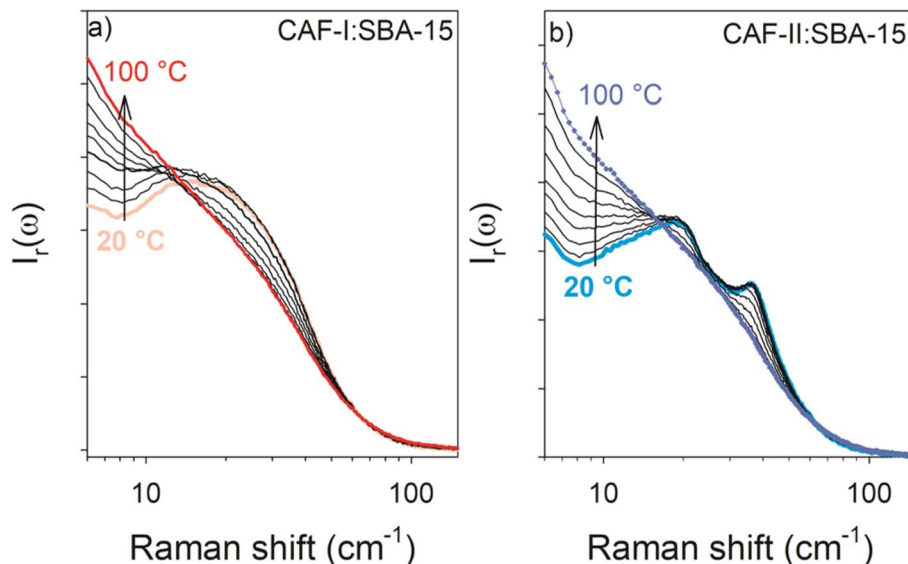 a) CAF-I:SBA-15
100 °C
20 °C
Iᵣ(ω)
10 100
Raman shift (cm⁻¹)
b) CAF-II:SBA-15
100 °C
20 °C
Iᵣ(ω)
10 100
Raman shift (cm⁻¹)